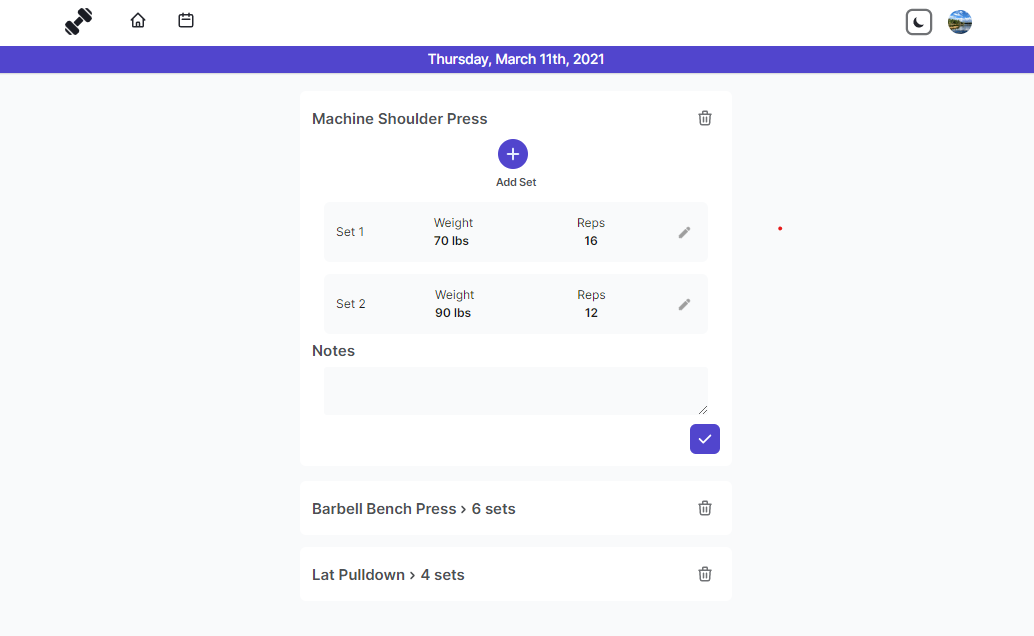 Thursday, March 11th, 2021
Machine Shoulder Press
Add Set
Set 1
Weight
70 lbs
Reps
16
Set 2
Weight
90 lbs
Reps
12
Notes
Barbell Bench Press › 6 sets
Lat Pulldown › 4 sets